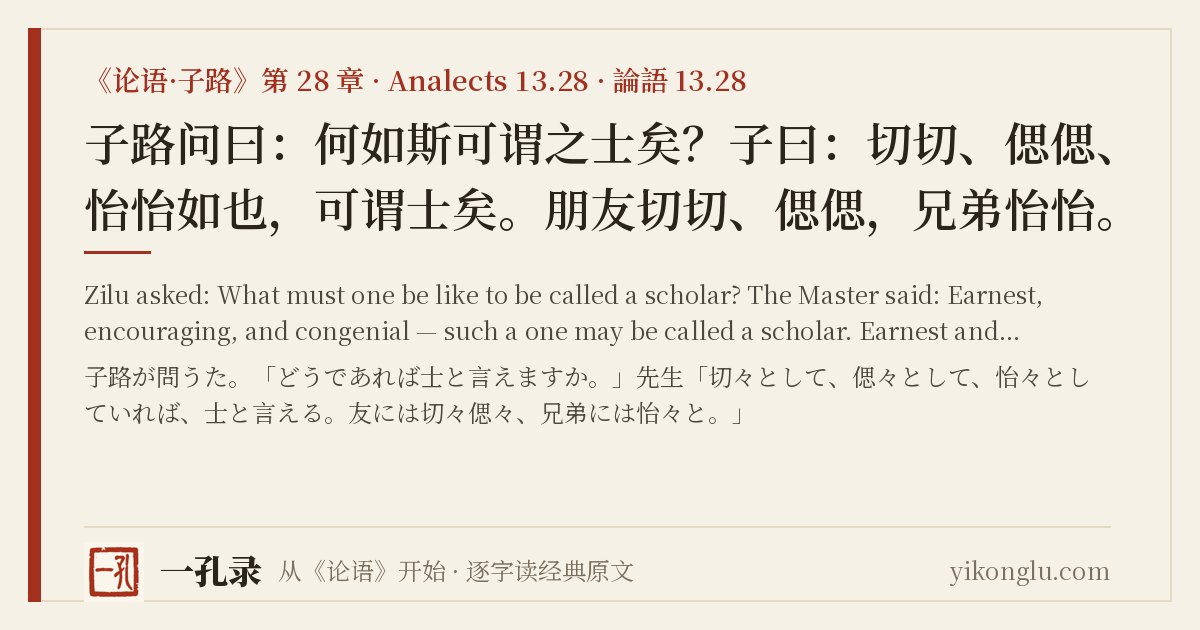 《论语·子路》第 28 章 · Analects 13.28 · 論語 13.28
子路问曰：何如斯可谓之士矣？子曰：切切、偲偲、
怡怡如也，可谓士矣。朋友切切、偲偲，兄弟怡怡。
Zilu asked: What must one be like to be called a scholar? The Master said: Earnest,
encouraging, and congenial — such a one may be called a scholar. Earnest and…
子路が問うた。「どうであれば士と言えますか。」先生「切々として、偲々として、怡々とし
ていれば、士と言える。友には切々偲々、兄弟には怡々と。」
一孔
一孔录
从《论语》开始 · 逐字读经典原文
yikonglu.com